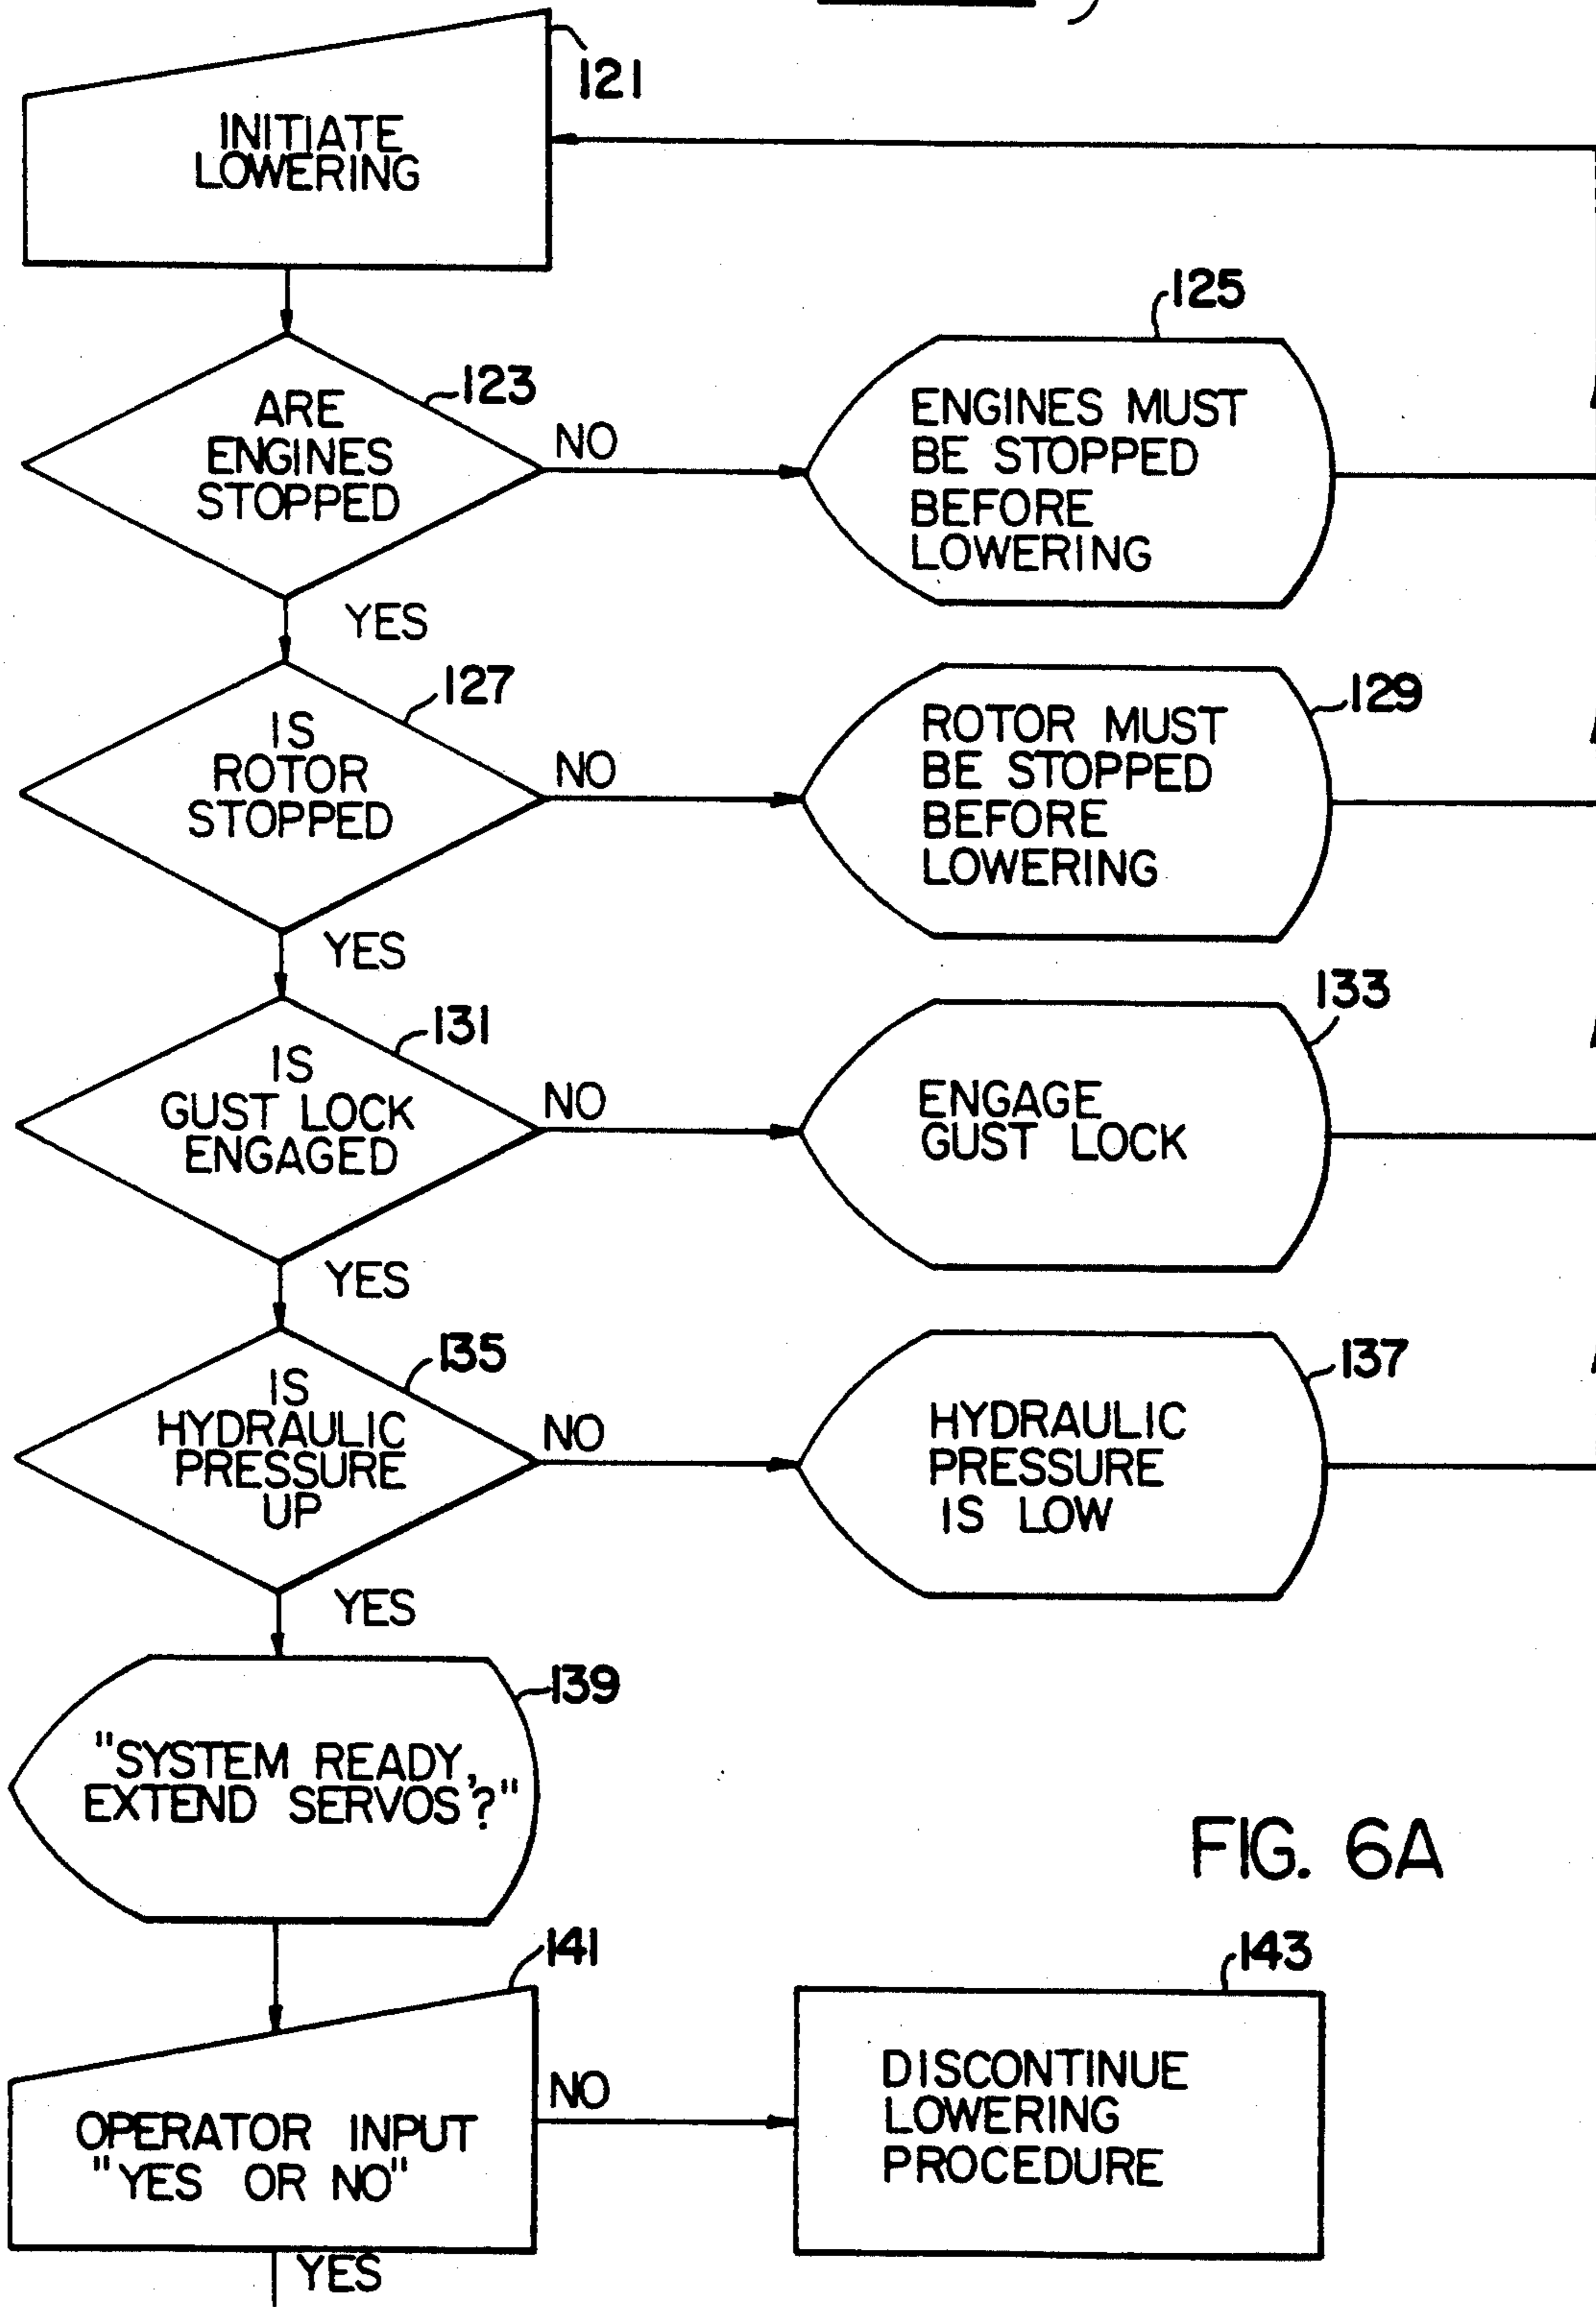 121
INITIATE
LOWERING
125
123
ARE
ENGINES
STOPPED
NO
ENGINES MUST
BE STOPPED
BEFORE
LOWERING
YES
127
129
IS
ROTOR
STOPPED
NO
ROTOR MUST
BE STOPPED
BEFORE
LOWERING
YES
131
133
IS
GUST LOCK
ENGAGED
NO
ENGAGE
GUST LOCK
YES
135
137
IS
HYDRAULIC
PRESSURE
UP
NO
HYDRAULIC
PRESSURE
IS LOW
YES
139
"SYSTEM READY,
EXTEND SERVOS?"
FIG. 6A
141
143
OPERATOR INPUT
"YES OR NO"
NO
DISCONTINUE
LOWERING
PROCEDURE
YES